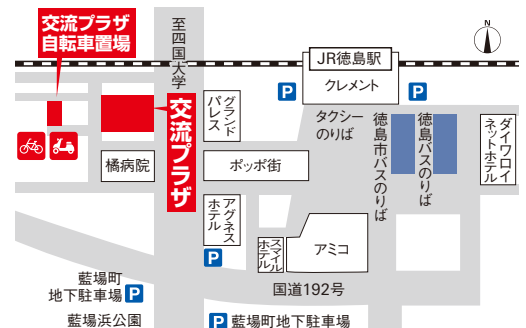 交流プラザ
自転車置場
至四国大学
N
JR徳島駅
クレメント
P
P
グランド
パレス
交流プラザ
タクシー
のりば
徳島市バスのりば
徳島バスのりば
ダイワロイ
ネットホテル
橘病院
ポッポ街
アグネス
ホテル
P
スマイル
ホテル
アミコ
藍場町
地下駐車場 P
国道192号
藍場浜公園
P 藍場町地下駐車場